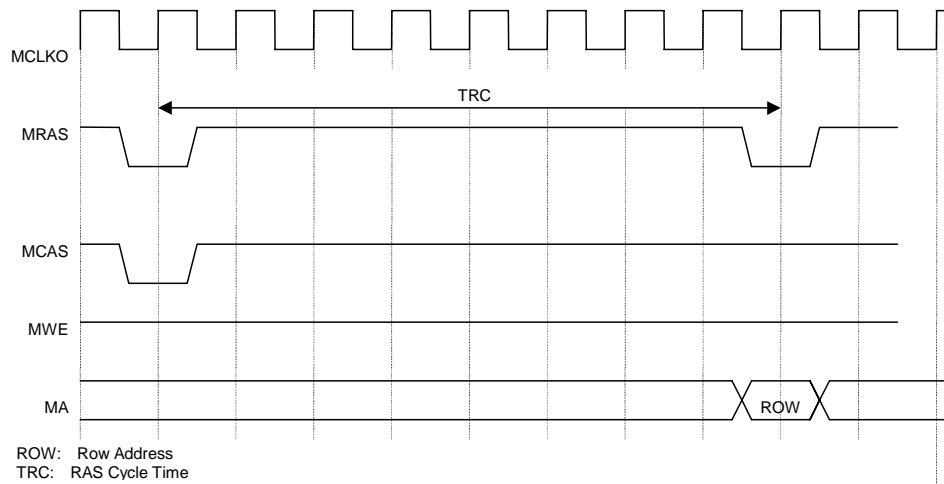 MCLKO
TRC
MRAS
MCAS
MWE
MA
ROW
ROW: Row Address
TRC: RAS Cycle Time